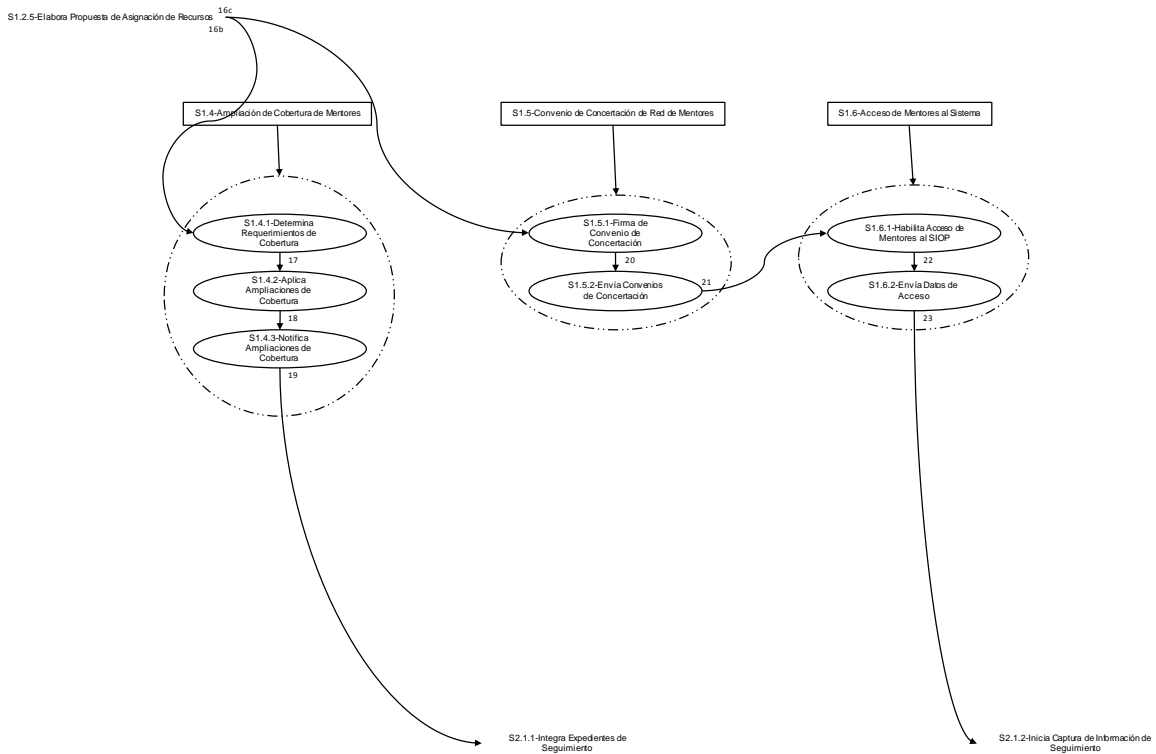 S1.2.5-Elabora Propuesta de Asignación de Recursos
16c
16b
S1.4-Ampliación de Cobertura de Mentores
S1.5-Convenio de Concertación de Red de Mentores
S1.6-Acceso de Mentores al Sistema
S1.4.1-Determina
Requerimientos de
Cobertura
17
S1.4.2-Aplica
Ampliaciones de
Cobertura
18
S1.4.3-Notifica
Ampliaciones de
Cobertura
19
S1.5.1-Firma de
Convenio de
Concertación
20
S1.5.2-Envía Convenios
de Concertación
21
S1.6.1-Habilita Acceso de
Mentores al SIOP
22
S1.6.2-Envía Datos de
Acceso
23
S2.1.1-Integra Expedientes de
Seguimiento
S2.1.2-Inicia Captura de Información de
Seguimiento